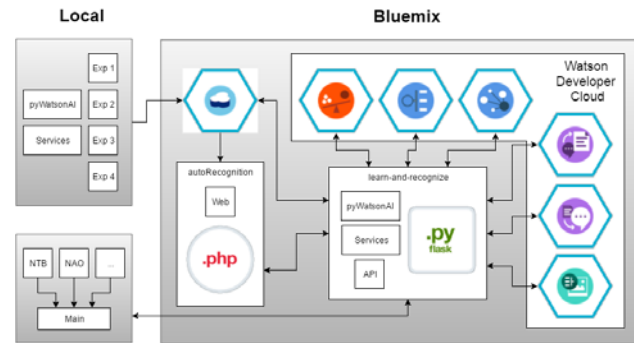 Local
Bluemix
Exp 1
pyWatsonAI
Exp 2
Services
Exp 3
Exp 4
Watson
Developer
Cloud
autoRecognition
Web
.php
learn-and-recognize
pyWatsonAI
Services
API
.py
flask
NTB
NAO
...
Main